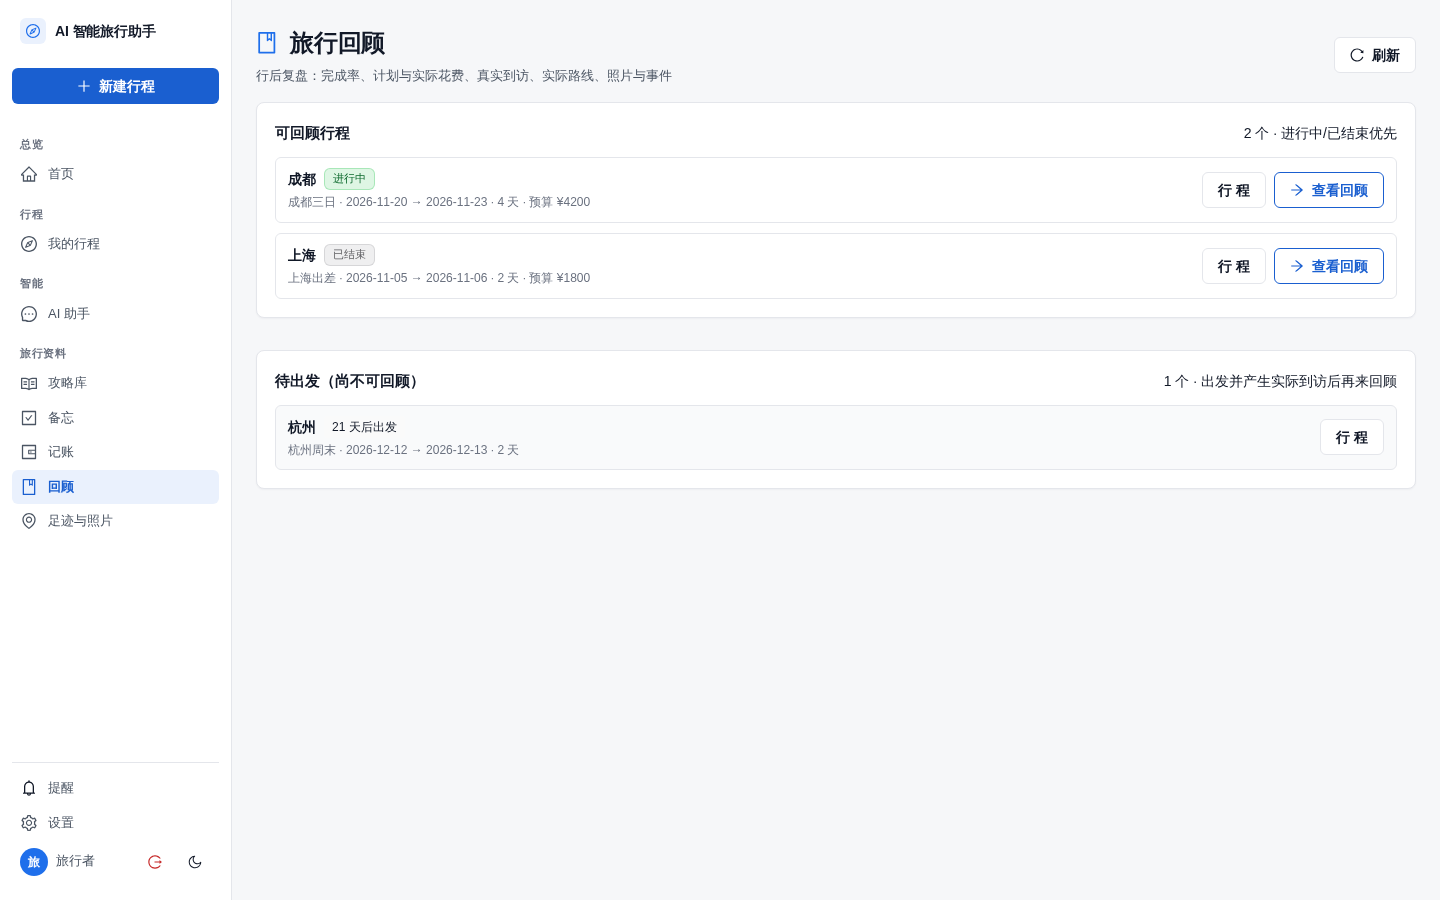 AI 智能旅行助手
新建行程
总览
首页
行程
我的行程
智能
AI 助手
旅行资料
攻略库
备忘
记账
回顾
足迹与照片
提醒
设置
旅 旅行者
旅行回顾
行后复盘：完成率、计划与实际花费、真实到访、实际路线、照片与事件
刷新
可回顾行程
2 个 · 进行中/已结束优先
成都 进行中
成都三日 · 2026-11-20 → 2026-11-23 · 4 天 · 预算 ¥4200
行 程 查看回顾
上海 已结束
上海出差 · 2026-11-05 → 2026-11-06 · 2 天 · 预算 ¥1800
行 程 查看回顾
待出发（尚不可回顾）
1 个 · 出发并产生实际到访后再来回顾
杭州 21 天后出发
杭州周末 · 2026-12-12 → 2026-12-13 · 2 天
行 程